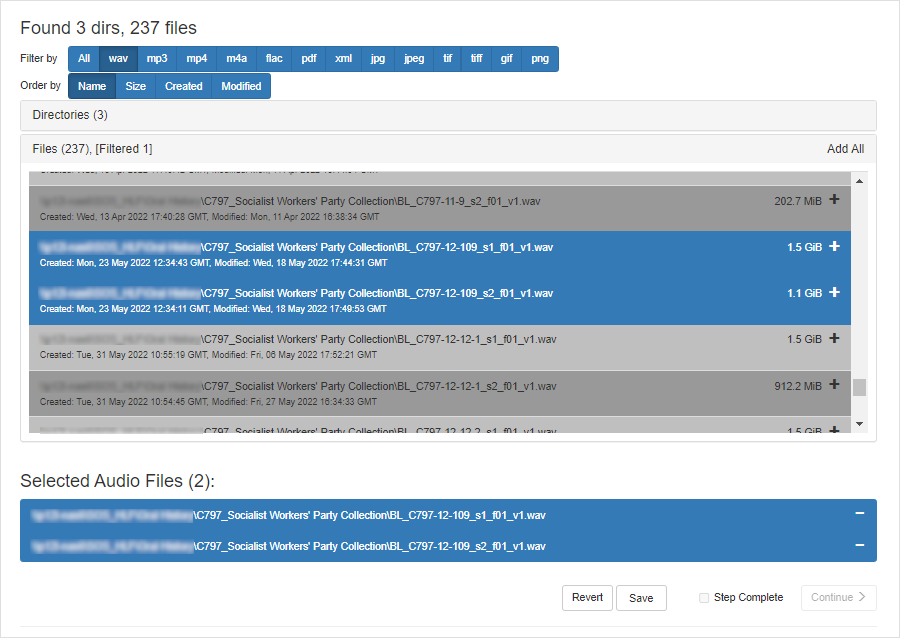 Found 3 dirs, 237 files
Filter by All wav mp3 mp4 m4a flac pdf xml jpg jpeg tif tiff gif png
Order by Name Size Created Modified
Directories (3)
Files (237), [Filtered 1] Add All
\C797_Socialist Workers' Party Collection\BL_C797-11-9_s2_f01_v1.wav 202.7 MiB +
Created: Wed, 13 Apr 2022 17:40:28 GMT, Modified: Mon, 11 Apr 2022 16:38:34 GMT
\C797_Socialist Workers' Party Collection\BL_C797-12-109_s1_f01_v1.wav 1.5 GiB +
Created: Mon, 23 May 2022 12:34:43 GMT, Modified: Wed, 18 May 2022 17:44:31 GMT
\C797_Socialist Workers' Party Collection\BL_C797-12-109_s2_f01_v1.wav 1.1 GiB +
Created: Mon, 23 May 2022 12:34:11 GMT, Modified: Wed, 18 May 2022 17:49:53 GMT
\C797_Socialist Workers' Party Collection\BL_C797-12-12-1_s1_f01_v1.wav 1.5 GiB +
Created: Tue, 31 May 2022 10:55:19 GMT, Modified: Fri, 06 May 2022 17:52:21 GMT
\C797_Socialist Workers' Party Collection\BL_C797-12-12-1_s2_f01_v1.wav 912.2 MiB +
Created: Tue, 31 May 2022 10:54:45 GMT, Modified: Fri, 27 May 2022 16:34:33 GMT
\C797_Socialist Workers' Party Collection\BL_C797-12-12-2_s1_f01_v1.wav 1.5 GiB +
Selected Audio Files (2):
\C797_Socialist Workers' Party Collection\BL_C797-12-109_s1_f01_v1.wav −
\C797_Socialist Workers' Party Collection\BL_C797-12-109_s2_f01_v1.wav −
Revert Save Step Complete Continue